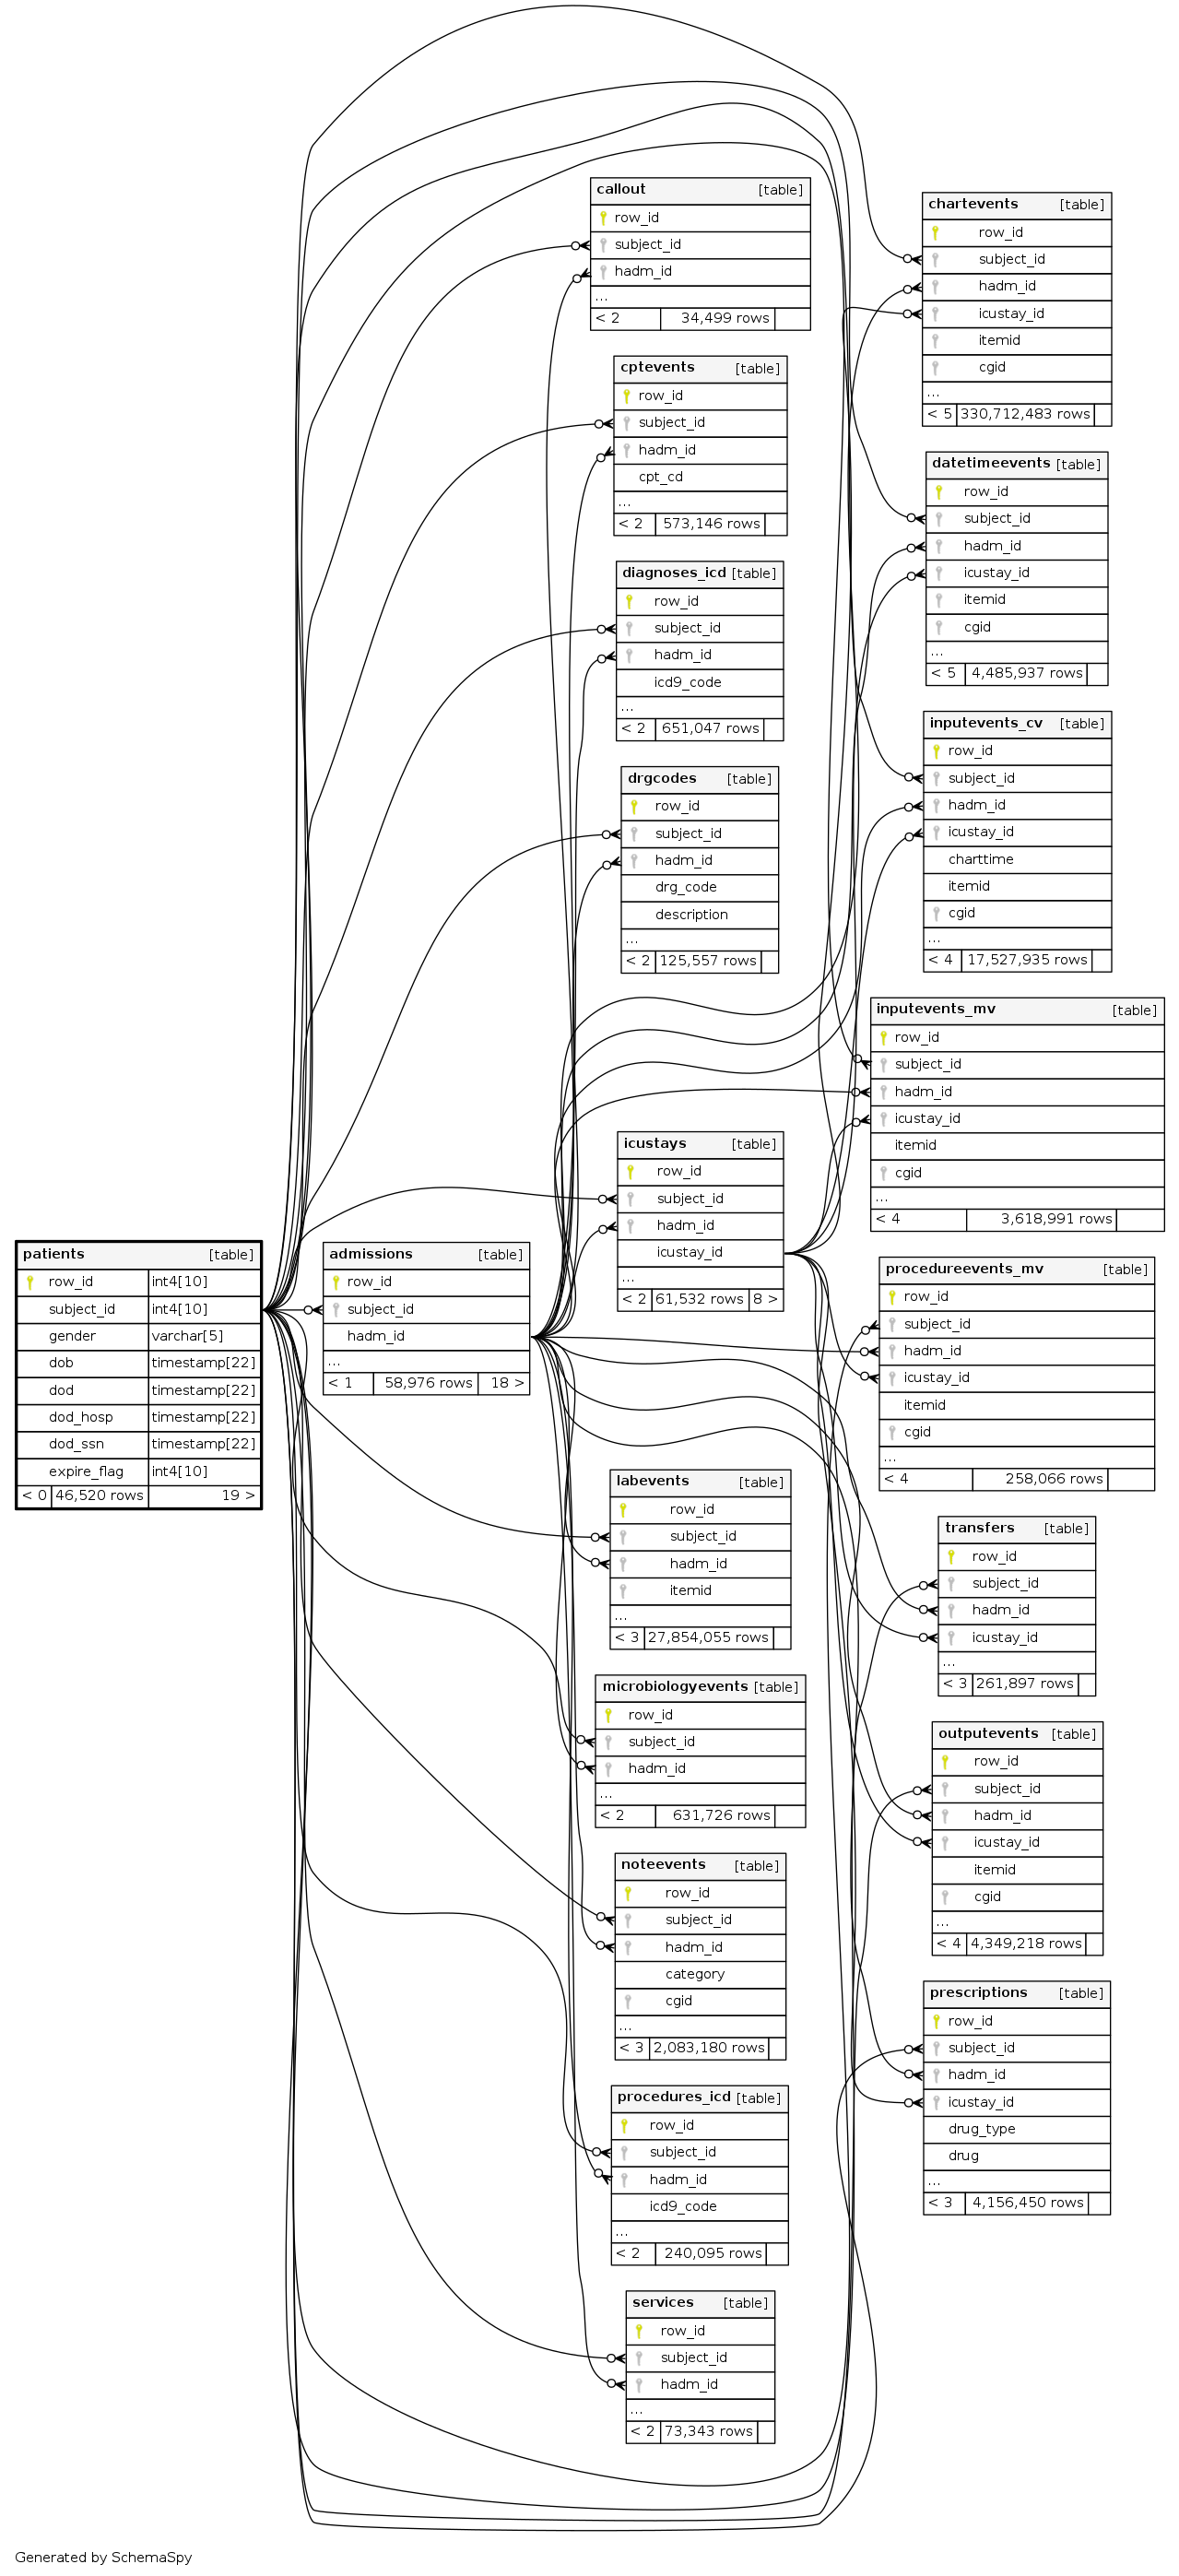 callout [table]
row_id
subject_id
hadm_id
...
< 2 34,499 rows
chartevents [table]
row_id
subject_id
hadm_id
icustay_id
itemid
cgid
...
< 5 330,712,483 rows
cptevents [table]
row_id
subject_id
hadm_id
cpt_cd
...
< 2 573,146 rows
datetimeevents [table]
row_id
subject_id
hadm_id
icustay_id
itemid
cgid
...
< 5 4,485,937 rows
diagnoses_icd [table]
row_id
subject_id
hadm_id
icd9_code
...
< 2 651,047 rows
inputevents_cv [table]
row_id
subject_id
hadm_id
icustay_id
charttime
itemid
cgid
...
< 4 17,527,935 rows
drgcodes [table]
row_id
subject_id
hadm_id
drg_code
description
...
< 2 125,557 rows
inputevents_mv [table]
row_id
subject_id
hadm_id
icustay_id
itemid
cgid
...
< 4 3,618,991 rows
icustays [table]
row_id
subject_id
hadm_id
icustay_id
...
< 2 61,532 rows 8 >
patients [table]
row_id int4[10]
subject_id int4[10]
gender varchar[5]
dob timestamp[22]
dod timestamp[22]
dod_hosp timestamp[22]
dod_ssn timestamp[22]
expire_flag int4[10]
< 0 46,520 rows 19 >
admissions [table]
row_id
subject_id
hadm_id
...
< 1 58,976 rows 18 >
procedureevents_mv [table]
row_id
subject_id
hadm_id
icustay_id
itemid
cgid
...
< 4 258,066 rows
labevents [table]
row_id
subject_id
hadm_id
itemid
...
< 3 27,854,055 rows
transfers [table]
row_id
subject_id
hadm_id
icustay_id
...
< 3 261,897 rows
microbiologyevents [table]
row_id
subject_id
hadm_id
...
< 2 631,726 rows
outputevents [table]
row_id
subject_id
hadm_id
icustay_id
itemid
cgid
...
< 4 4,349,218 rows
noteevents [table]
row_id
subject_id
hadm_id
category
cgid
...
< 3 2,083,180 rows
prescriptions [table]
row_id
subject_id
hadm_id
icustay_id
drug_type
drug
...
< 3 4,156,450 rows
procedures_icd [table]
row_id
subject_id
hadm_id
icd9_code
...
< 2 240,095 rows
services [table]
row_id
subject_id
hadm_id
...
< 2 73,343 rows
Generated by SchemaSpy